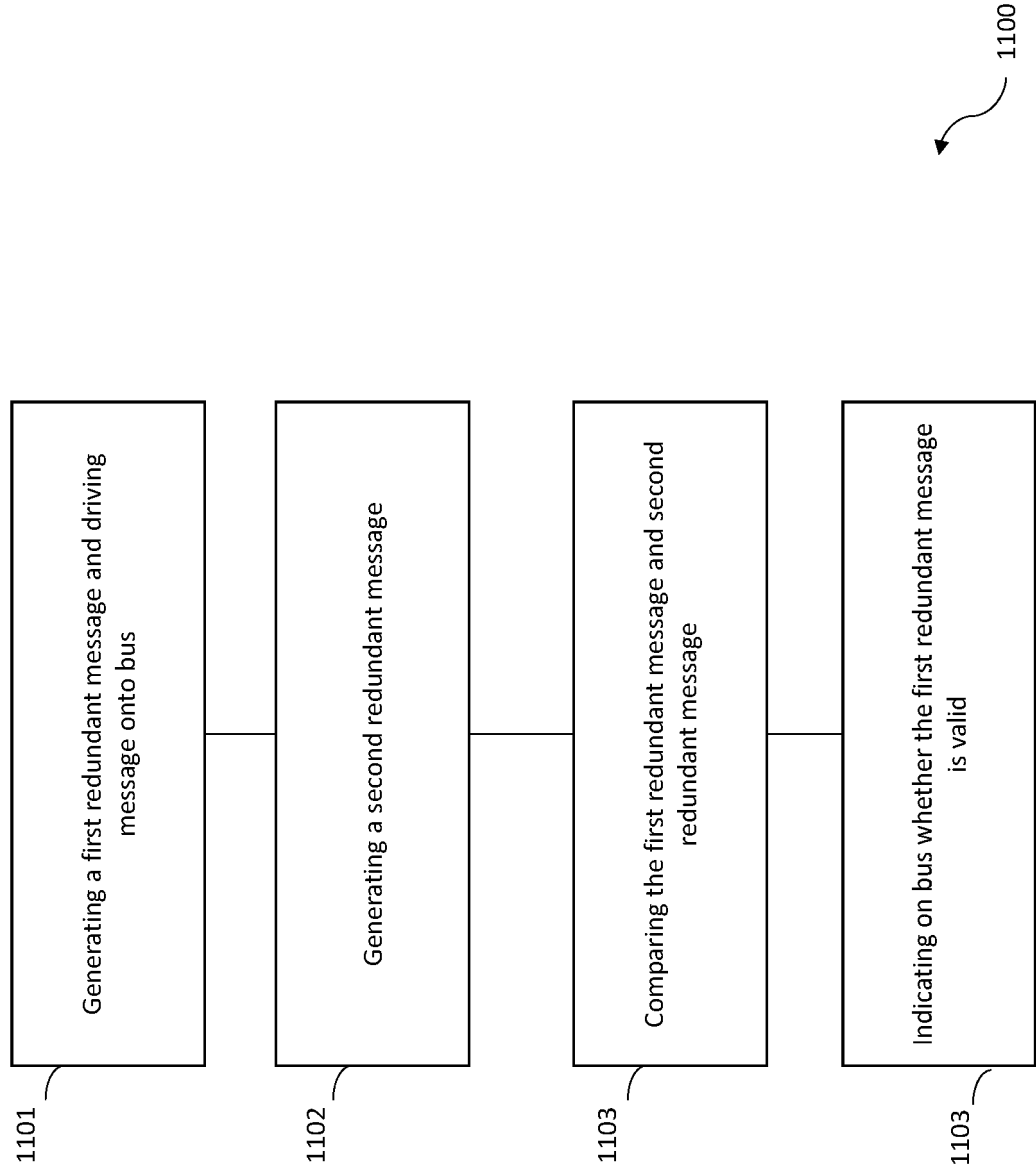 1100
1101
Generating a first redundant message and driving
message onto bus
1102
Generating a second redundant message
1103
Comparing the first redundant message and second
redundant message
1103
Indicating on bus whether the first redundant message
is valid